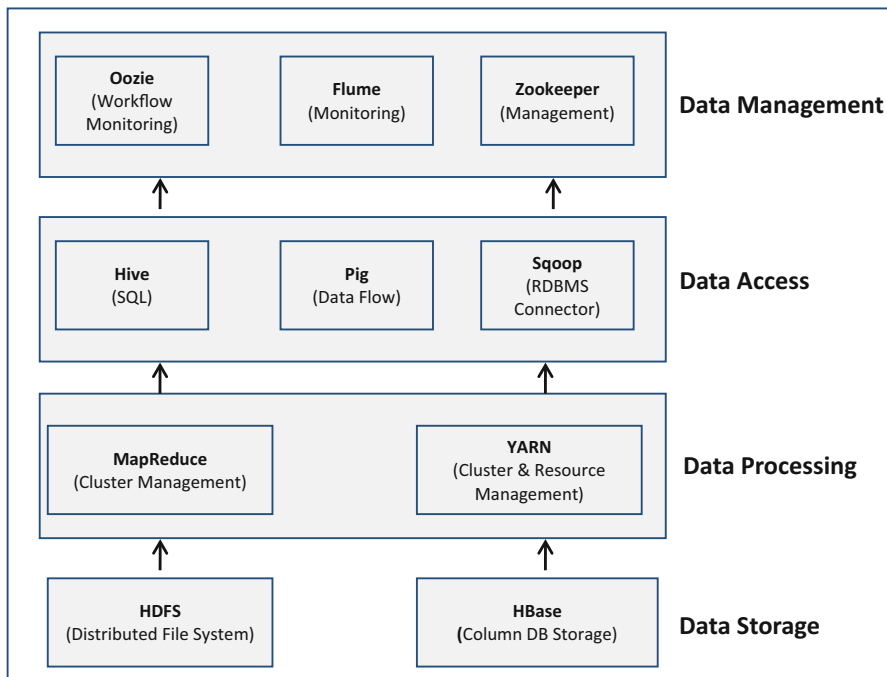 Oozie
(Workflow
Monitoring)
Flume
(Monitoring)
Zookeeper
(Management)
Data Management
Hive
(SQL)
Pig
(Data Flow)
Sqoop
(RDBMS
Connector)
Data Access
MapReduce
(Cluster Management)
YARN
(Cluster & Resource
Management)
Data Processing
HDFS
(Distributed File System)
HBase
(Column DB Storage)
Data Storage